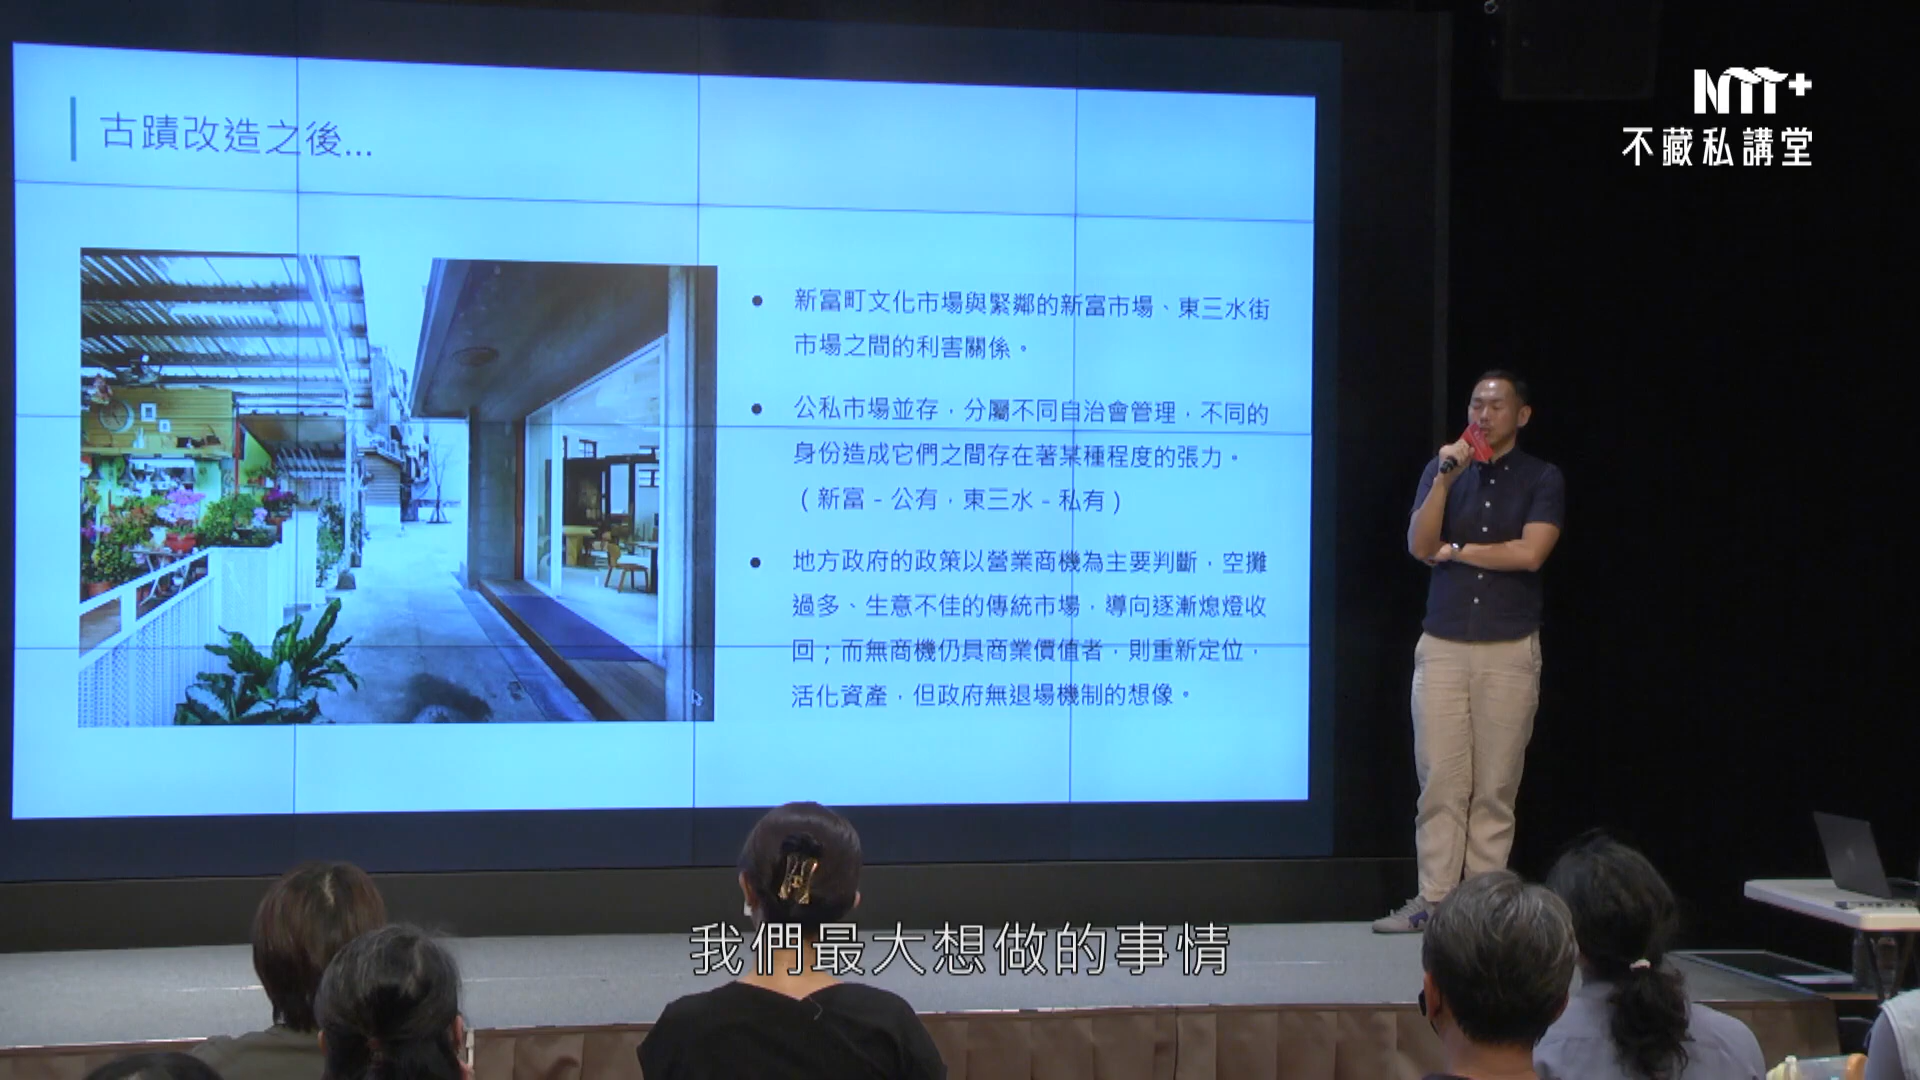 古蹟改造之後...
● 新富町文化市場與緊鄰的新富市場、東三水街
市場之間的利害關係。
● 公私市場並存，分屬不同自治會管理，不同的
身份造成它們之間存在著某種程度的張力。
（新富－公有，東三水－私有）
● 地方政府的政策以營業商機為主要判斷，空攤
過多、生意不佳的傳統市場，導向逐漸熄燈收
回；而無商機仍具商業價值者，則重新定位，
活化資產，但政府無退場機制的想像。
NTT+
不藏私講堂
我們最大想做的事情